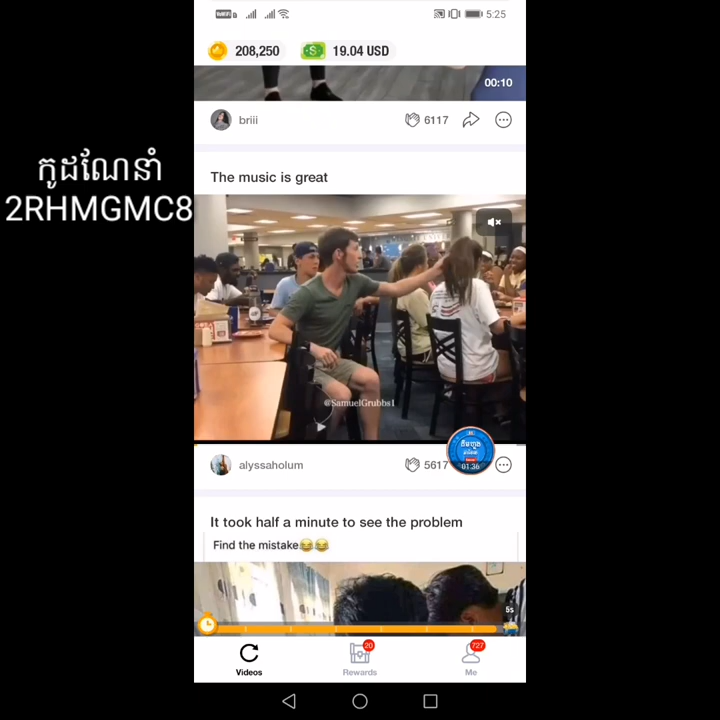 5:25
208,250
19.04 USD
00:10
briii
6117
កូដណែនាំ
2RHMGMC8
The music is great
@SamuelGrubbs1
01:36
alyssaholum
5617
It took half a minute to see the problem
Find the mistake😂😂
5s
20
727
Videos
Rewards
Me